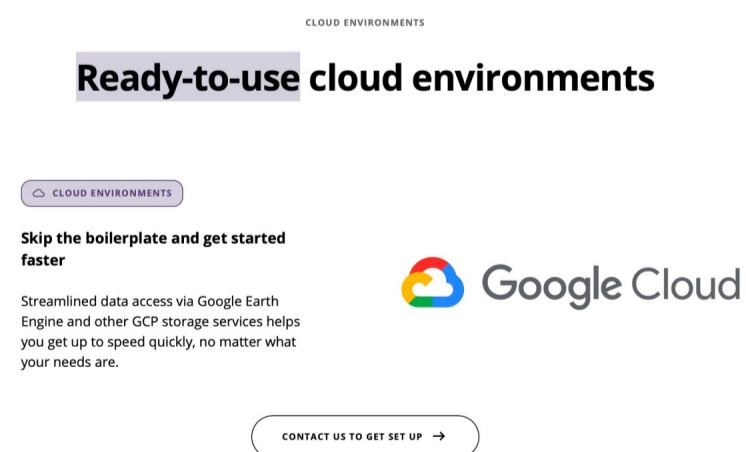 CLOUD ENVIRONMENTS
Ready-to-use cloud environments
CLOUD ENVIRONMENTS
Skip the boilerplate and get started
faster
Streamlined data access via Google Earth
Engine and other GCP storage services helps
you get up to speed quickly, no matter what
your needs are.
Google Cloud
CONTACT US TO GET SET UP →